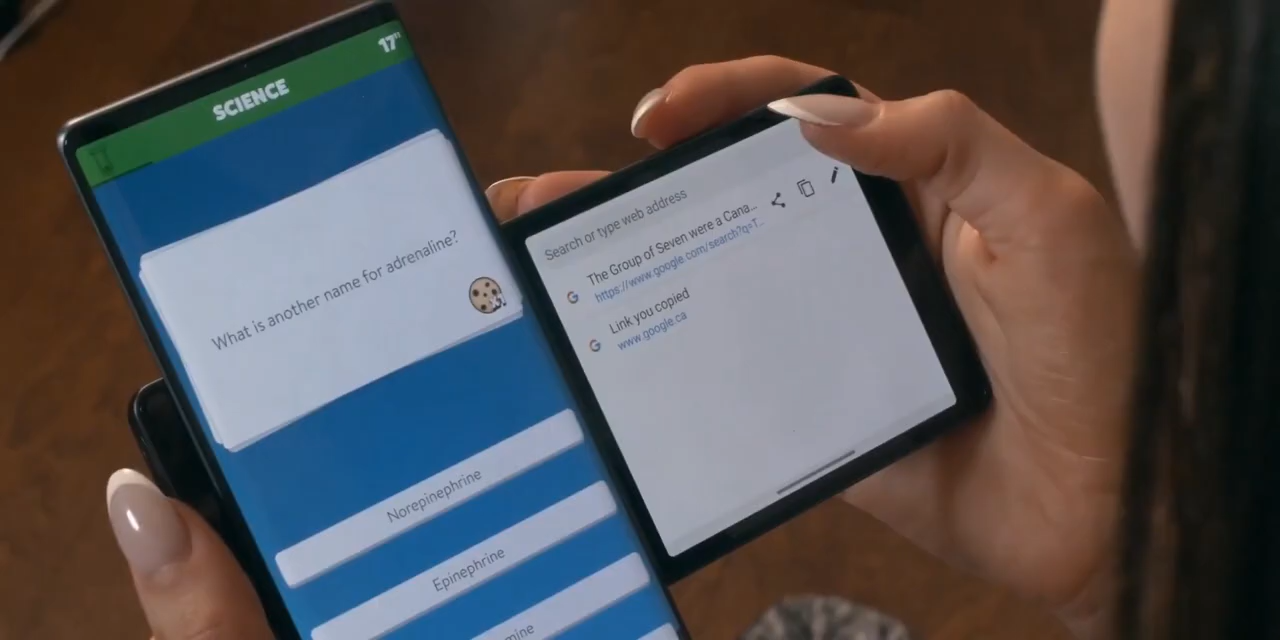 17
SCIENCE
What is another name for adrenaline?
Norepinephrine
Epinephrine
Search or type web address
The Group of Seven were a Cana...
https://www.google.com/search?q=T...
Link you copied
www.google.ca